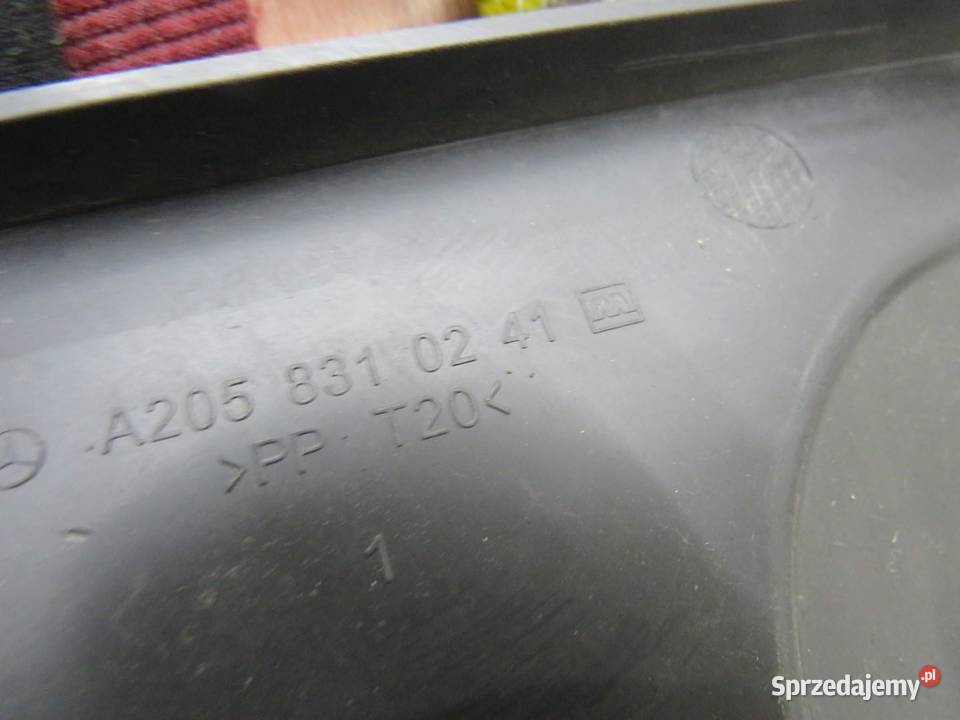 A205 831 02 41
>PP T20<
1
Sprzedajemy.pl